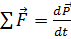 ∑F⃗ = dP⃗/dt